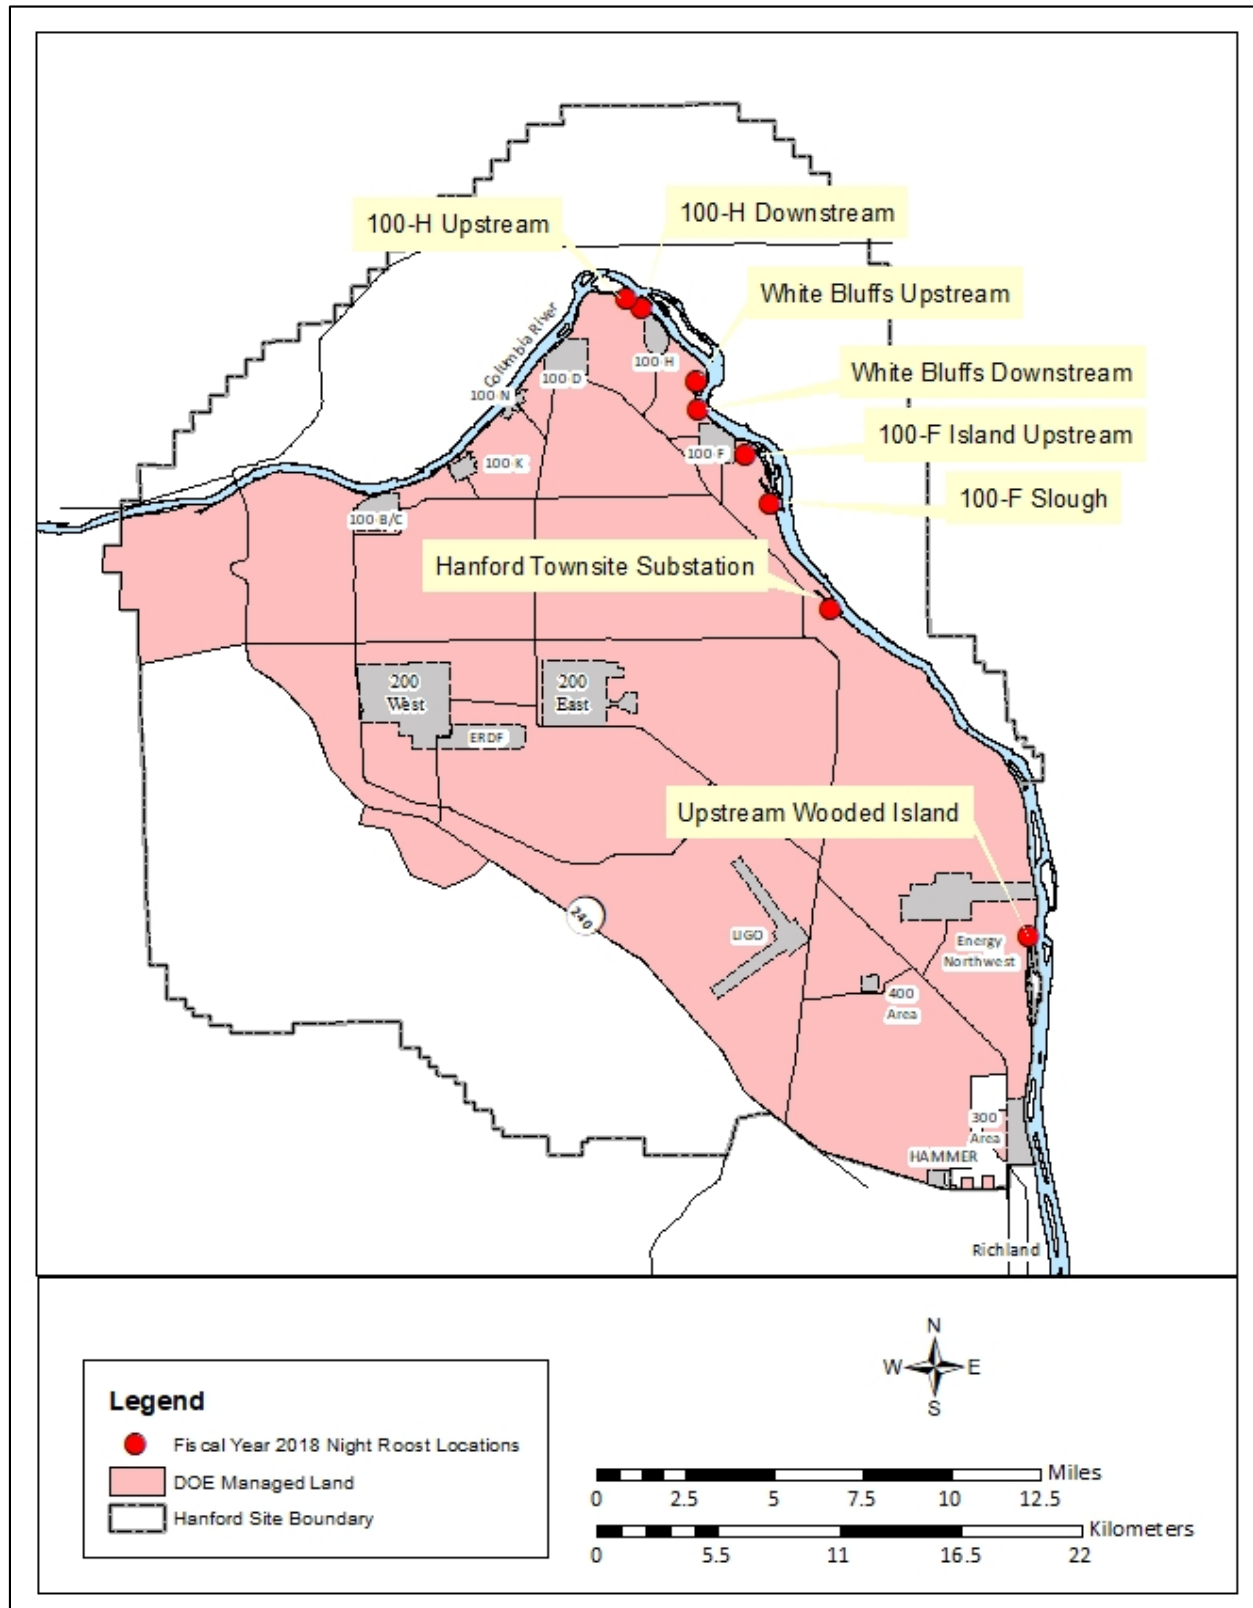 100-H Upstream
100-H Downstream
White Bluffs Upstream
White Bluffs Downstream
100-F Island Upstream
100-F Slough
Hanford Townsite Substation
Upstream Wooded Island
Columbia River
100-H
100-D
100-N
100-F
100-K
100-B/C
200
West
200
East
ERDF
240
LIGO
Energy
Northwest
400
Area
300
Area
HAMMER
Richland
N
W
E
S
Legend
Fiscal Year 2018 Night Roost Locations
DOE Managed Land
Hanford Site Boundary
Miles
0 2.5 5 7.5 10 12.5
Kilometers
0 5.5 11 16.5 22